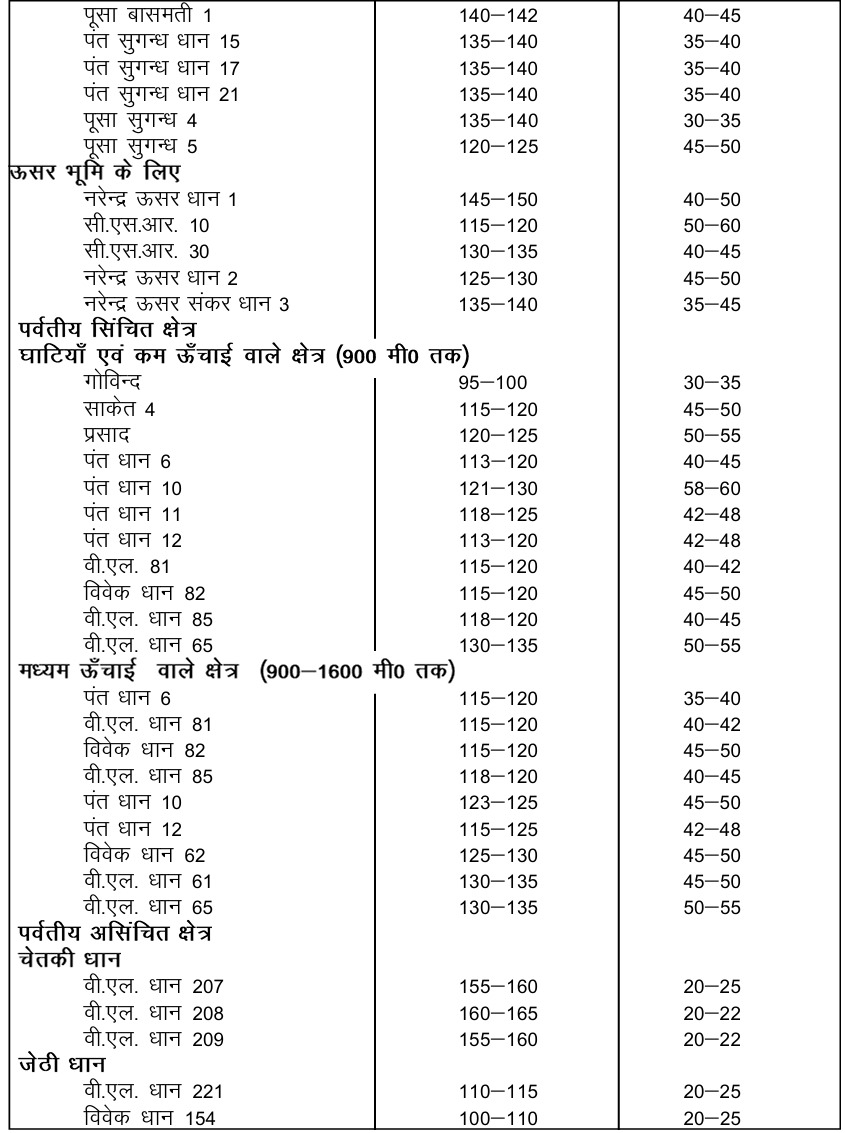 पूसा बासमती 1 140–142 40–45
पंत सुगन्ध धान 15 135–140 35–40
पंत सुगन्ध धान 17 135–140 35–40
पंत सुगन्ध धान 21 135–140 35–40
पूसा सुगन्ध 4 135–140 30–35
पूसा सुगन्ध 5 120–125 45–50
ऊसर भूमि के लिए
नरेन्द्र ऊसर धान 1 145–150 40–50
सी.एस.आर. 10 115–120 50–60
सी.एस.आर. 30 130–135 40–45
नरेन्द्र ऊसर धान 2 125–130 45–50
नरेन्द्र ऊसर संकर धान 3 135–140 35–45
पर्वतीय सिंचित क्षेत्र
घाटियाँ एवं कम ऊँचाई वाले क्षेत्र (900 मी0 तक)
गोविन्द 95–100 30–35
साकेत 4 115–120 45–50
प्रसाद 120–125 50–55
पंत धान 6 113–120 40–45
पंत धान 10 121–130 58–60
पंत धान 11 118–125 42–48
पंत धान 12 113–120 42–48
वी.एल. 81 115–120 40–42
विवेक धान 82 115–120 45–50
वी.एल. धान 85 118–120 40–45
वी.एल. धान 65 130–135 50–55
मध्यम ऊँचाई वाले क्षेत्र (900–1600 मी0 तक)
पंत धान 6 115–120 35–40
वी.एल. धान 81 115–120 40–42
विवेक धान 82 115–120 45–50
वी.एल. धान 85 118–120 40–45
पंत धान 10 123–125 45–50
पंत धान 12 115–125 42–48
विवेक धान 62 125–130 45–50
वी.एल. धान 61 130–135 45–50
वी.एल. धान 65 130–135 50–55
पर्वतीय असिंचित क्षेत्र
चेतकी धान
वी.एल. धान 207 155–160 20–25
वी.एल. धान 208 160–165 20–22
वी.एल. धान 209 155–160 20–22
जेठी धान
वी.एल. धान 221 110–115 20–25
विवेक धान 154 100–110 20–25